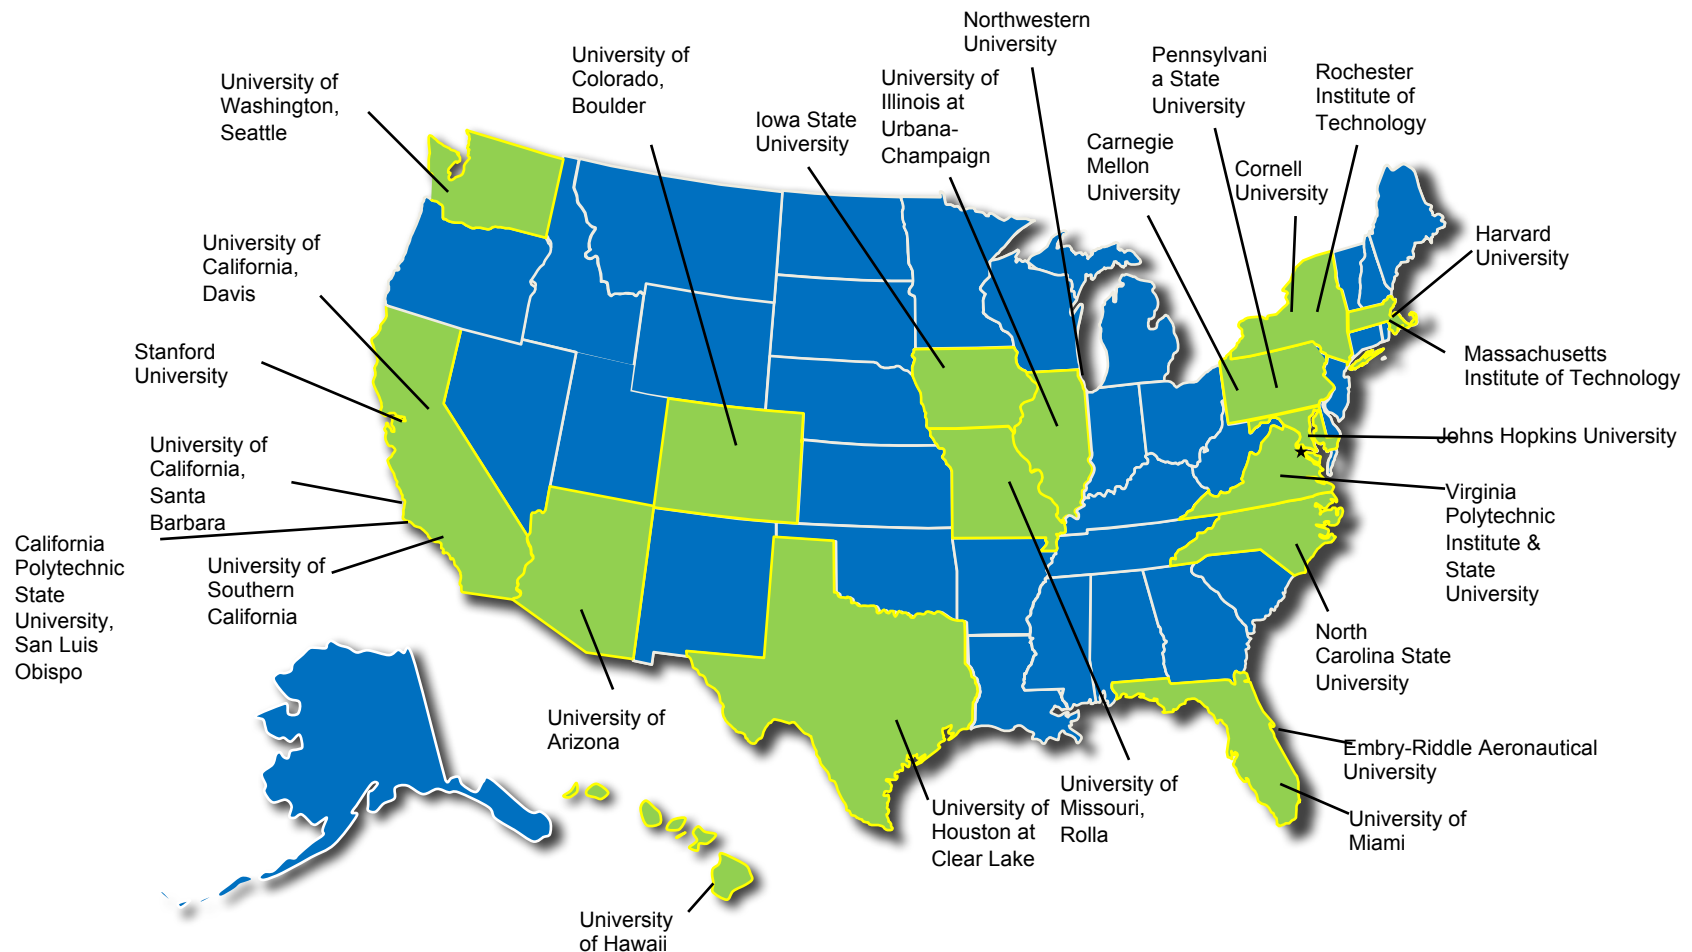 Northwestern
University
University of
Colorado,
Boulder
Pennsylvani
a State
University
Rochester
Institute of
Technology
University of
Washington,
Seattle
University of
Illinois at
Urbana-
Champaign
Iowa State
University
Carnegie
Mellon
University
Cornell
University
Harvard
University
University of
California,
Davis
Stanford
University
Massachusetts
Institute of Technology
University of
California,
Santa
Barbara
Johns Hopkins University
Virginia
Polytechnic
Institute &
State
University
California
Polytechnic
State
University,
San Luis
Obispo
University of
Southern
California
North
Carolina State
University
University of
Arizona
Embry-Riddle Aeronautical
University
University of
Missouri,
Rolla
University of
Houston at
Clear Lake
University of
Miami
University
of Hawaii